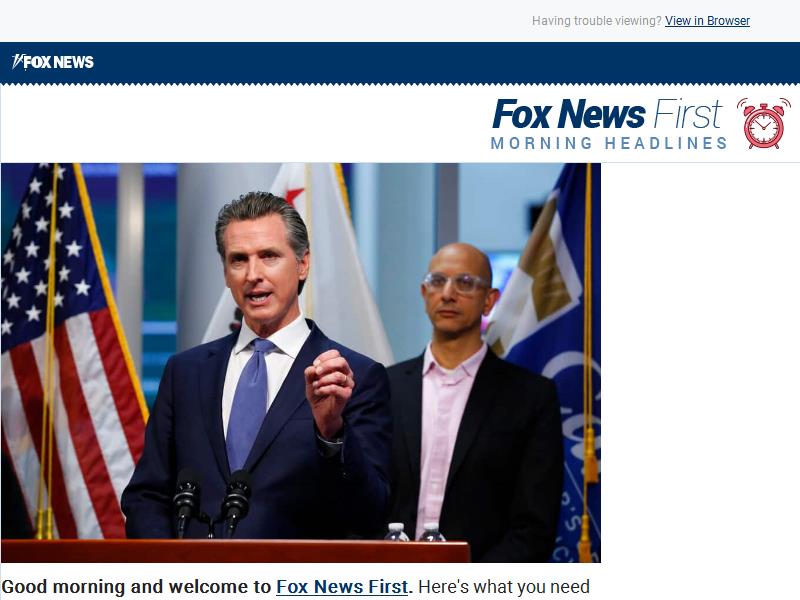 Having trouble viewing? View in Browser
FOX NEWS
Fox News First
MORNING HEADLINES
Good morning and welcome to Fox News First. Here's what you need